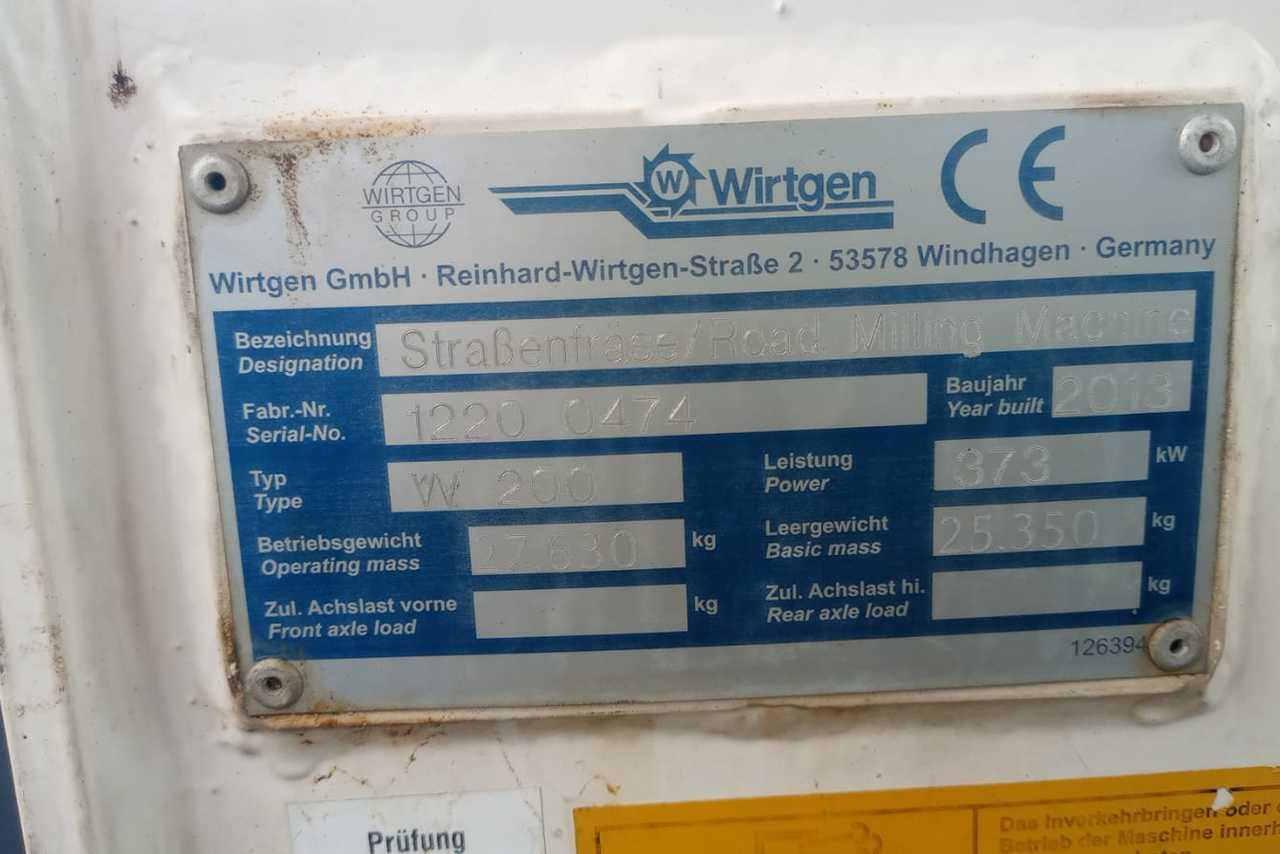 WIRTGEN
GROUP
W Wirtgen CE
Wirtgen GmbH · Reinhard-Wirtgen-Straße 2 · 53578 Windhagen · Germany
Bezeichnung
Designation
Straßenfräse/Road Milling Machine
Fabr.-Nr.
Serial-No.
1220 0474
Baujahr
Year built
2013
Typ
Type
W 200
Leistung
Power
373 kW
Betriebsgewicht
Operating mass
27.630 kg
Leergewicht
Basic mass
25.350 kg
Zul. Achslast vorne
Front axle load
kg
Zul. Achslast hi.
Rear axle load
kg
126394
Prüfung
Das Inverkehrbringen oder
Betrieb der Maschine innerh